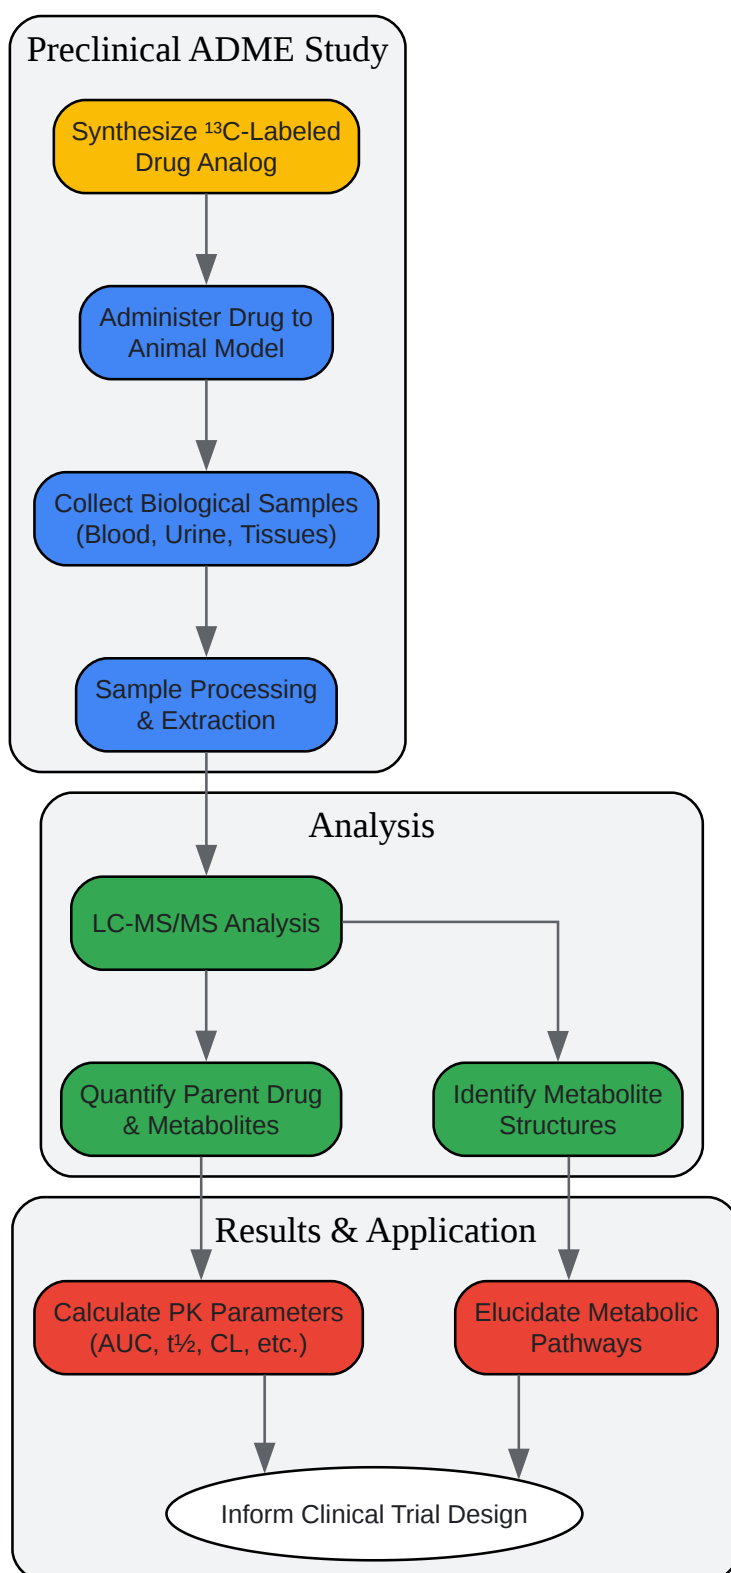 Preclinical ADME Study
Synthesize ¹³C-Labeled
Drug Analog
Administer Drug to
Animal Model
Collect Biological Samples
(Blood, Urine, Tissues)
Sample Processing
& Extraction
Analysis
LC-MS/MS Analysis
Quantify Parent Drug
& Metabolites
Identify Metabolite
Structures
Results & Application
Calculate PK Parameters
(AUC, t½, CL, etc.)
Elucidate Metabolic
Pathways
Inform Clinical Trial Design